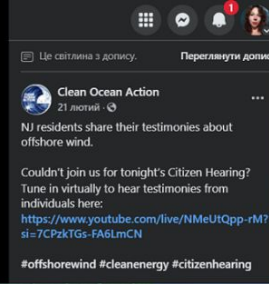 1
Це світлина з допису.
Переглянути допис
Clean Ocean Action
21 лютий ·
NJ residents share their testimonies about
offshore wind.
Couldn't join us for tonight's Citizen Hearing?
Tune in virtually to hear testimonies from
individuals here:
https://www.youtube.com/live/NMeUtQpp-rM?
si=7CPzkTGs-FA6LmCN
#offshorewind #cleanenergy #citizenhearing